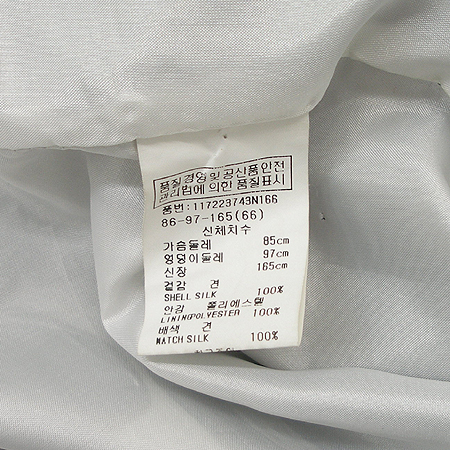 품질경영및공산품안전
관리법에 의한 품질표시
품번: 117223743N166
86-97-165(66)
신체치수
가슴둘레 85cm
엉덩이둘레 97cm
신장 165cm
겉감 견
SHELL SILK 100%
안감 폴리에스텔
LININGPOLYESTER 100%
배색 견
MATCH SILK 100%